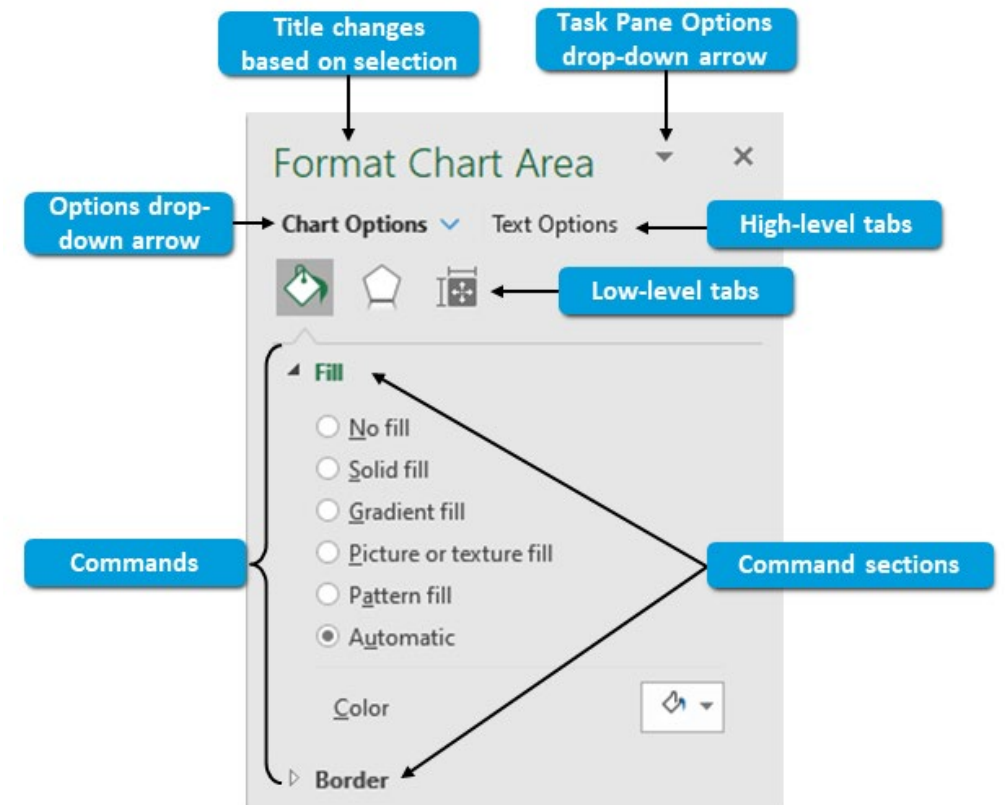 Title changes
based on selection
Task Pane Options
drop-down arrow
Format Chart Area
Options drop-
down arrow
Chart Options
Text Options
High-level tabs
Low-level tabs
Fill
No fill
Solid fill
Gradient fill
Picture or texture fill
Pattern fill
Automatic
Commands
Command sections
Color
Border